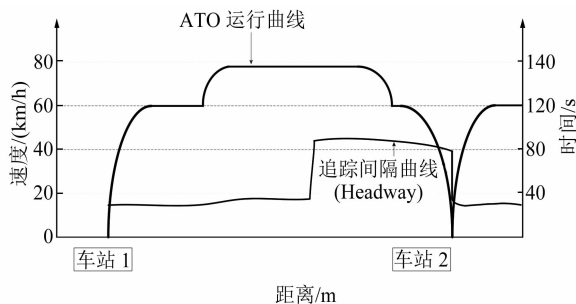 ATO 运行曲线
速度/(km/h)
80
60
40
20
0
140
120
80
40
时间/s
追踪间隔曲线
(Headway)
车站 1
车站 2
距离/m